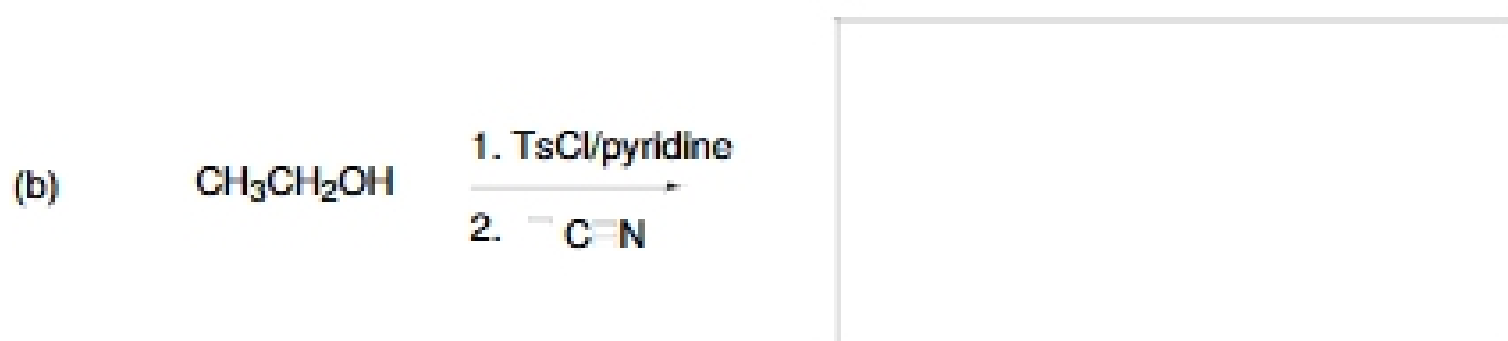 (b) CH₃CH₂OH
1. TsCl/pyridine
2. ⁻C≡N